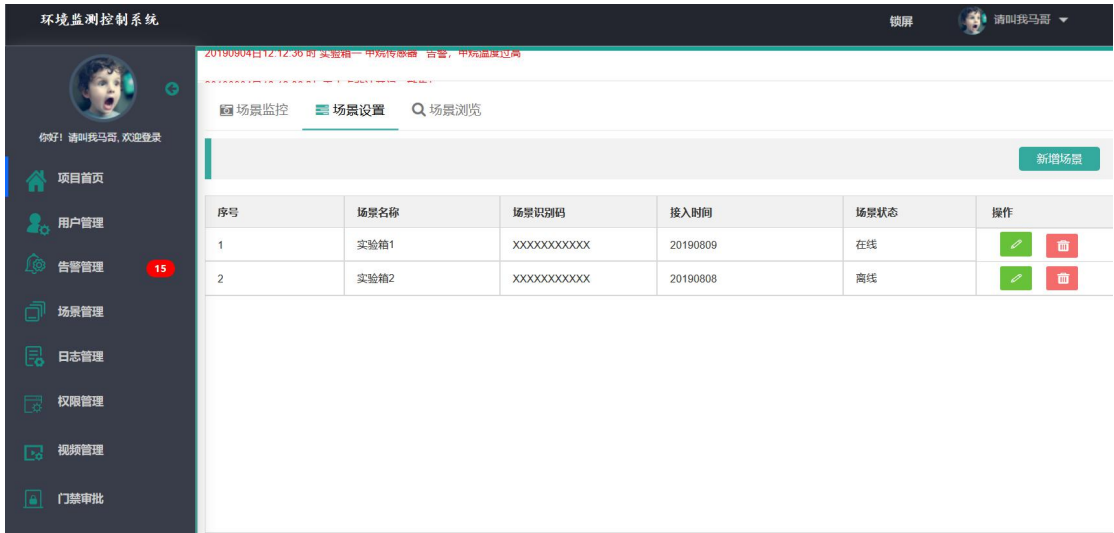 环境监测控制系统
锁屏
请叫我马哥
你好！请叫我马哥, 欢迎登录
项目首页
用户管理
告警管理
15
场景管理
日志管理
权限管理
视频管理
门禁审批
20190904日12:12:36 时 实验箱一 甲烷传感器 告警，甲烷温度过高
场景监控 场景设置 场景浏览
新增场景
序号 场景名称 场景识别码 接入时间 场景状态 操作
1 实验箱1 XXXXXXXXXXX 20190809 在线
2 实验箱2 XXXXXXXXXXX 20190808 离线